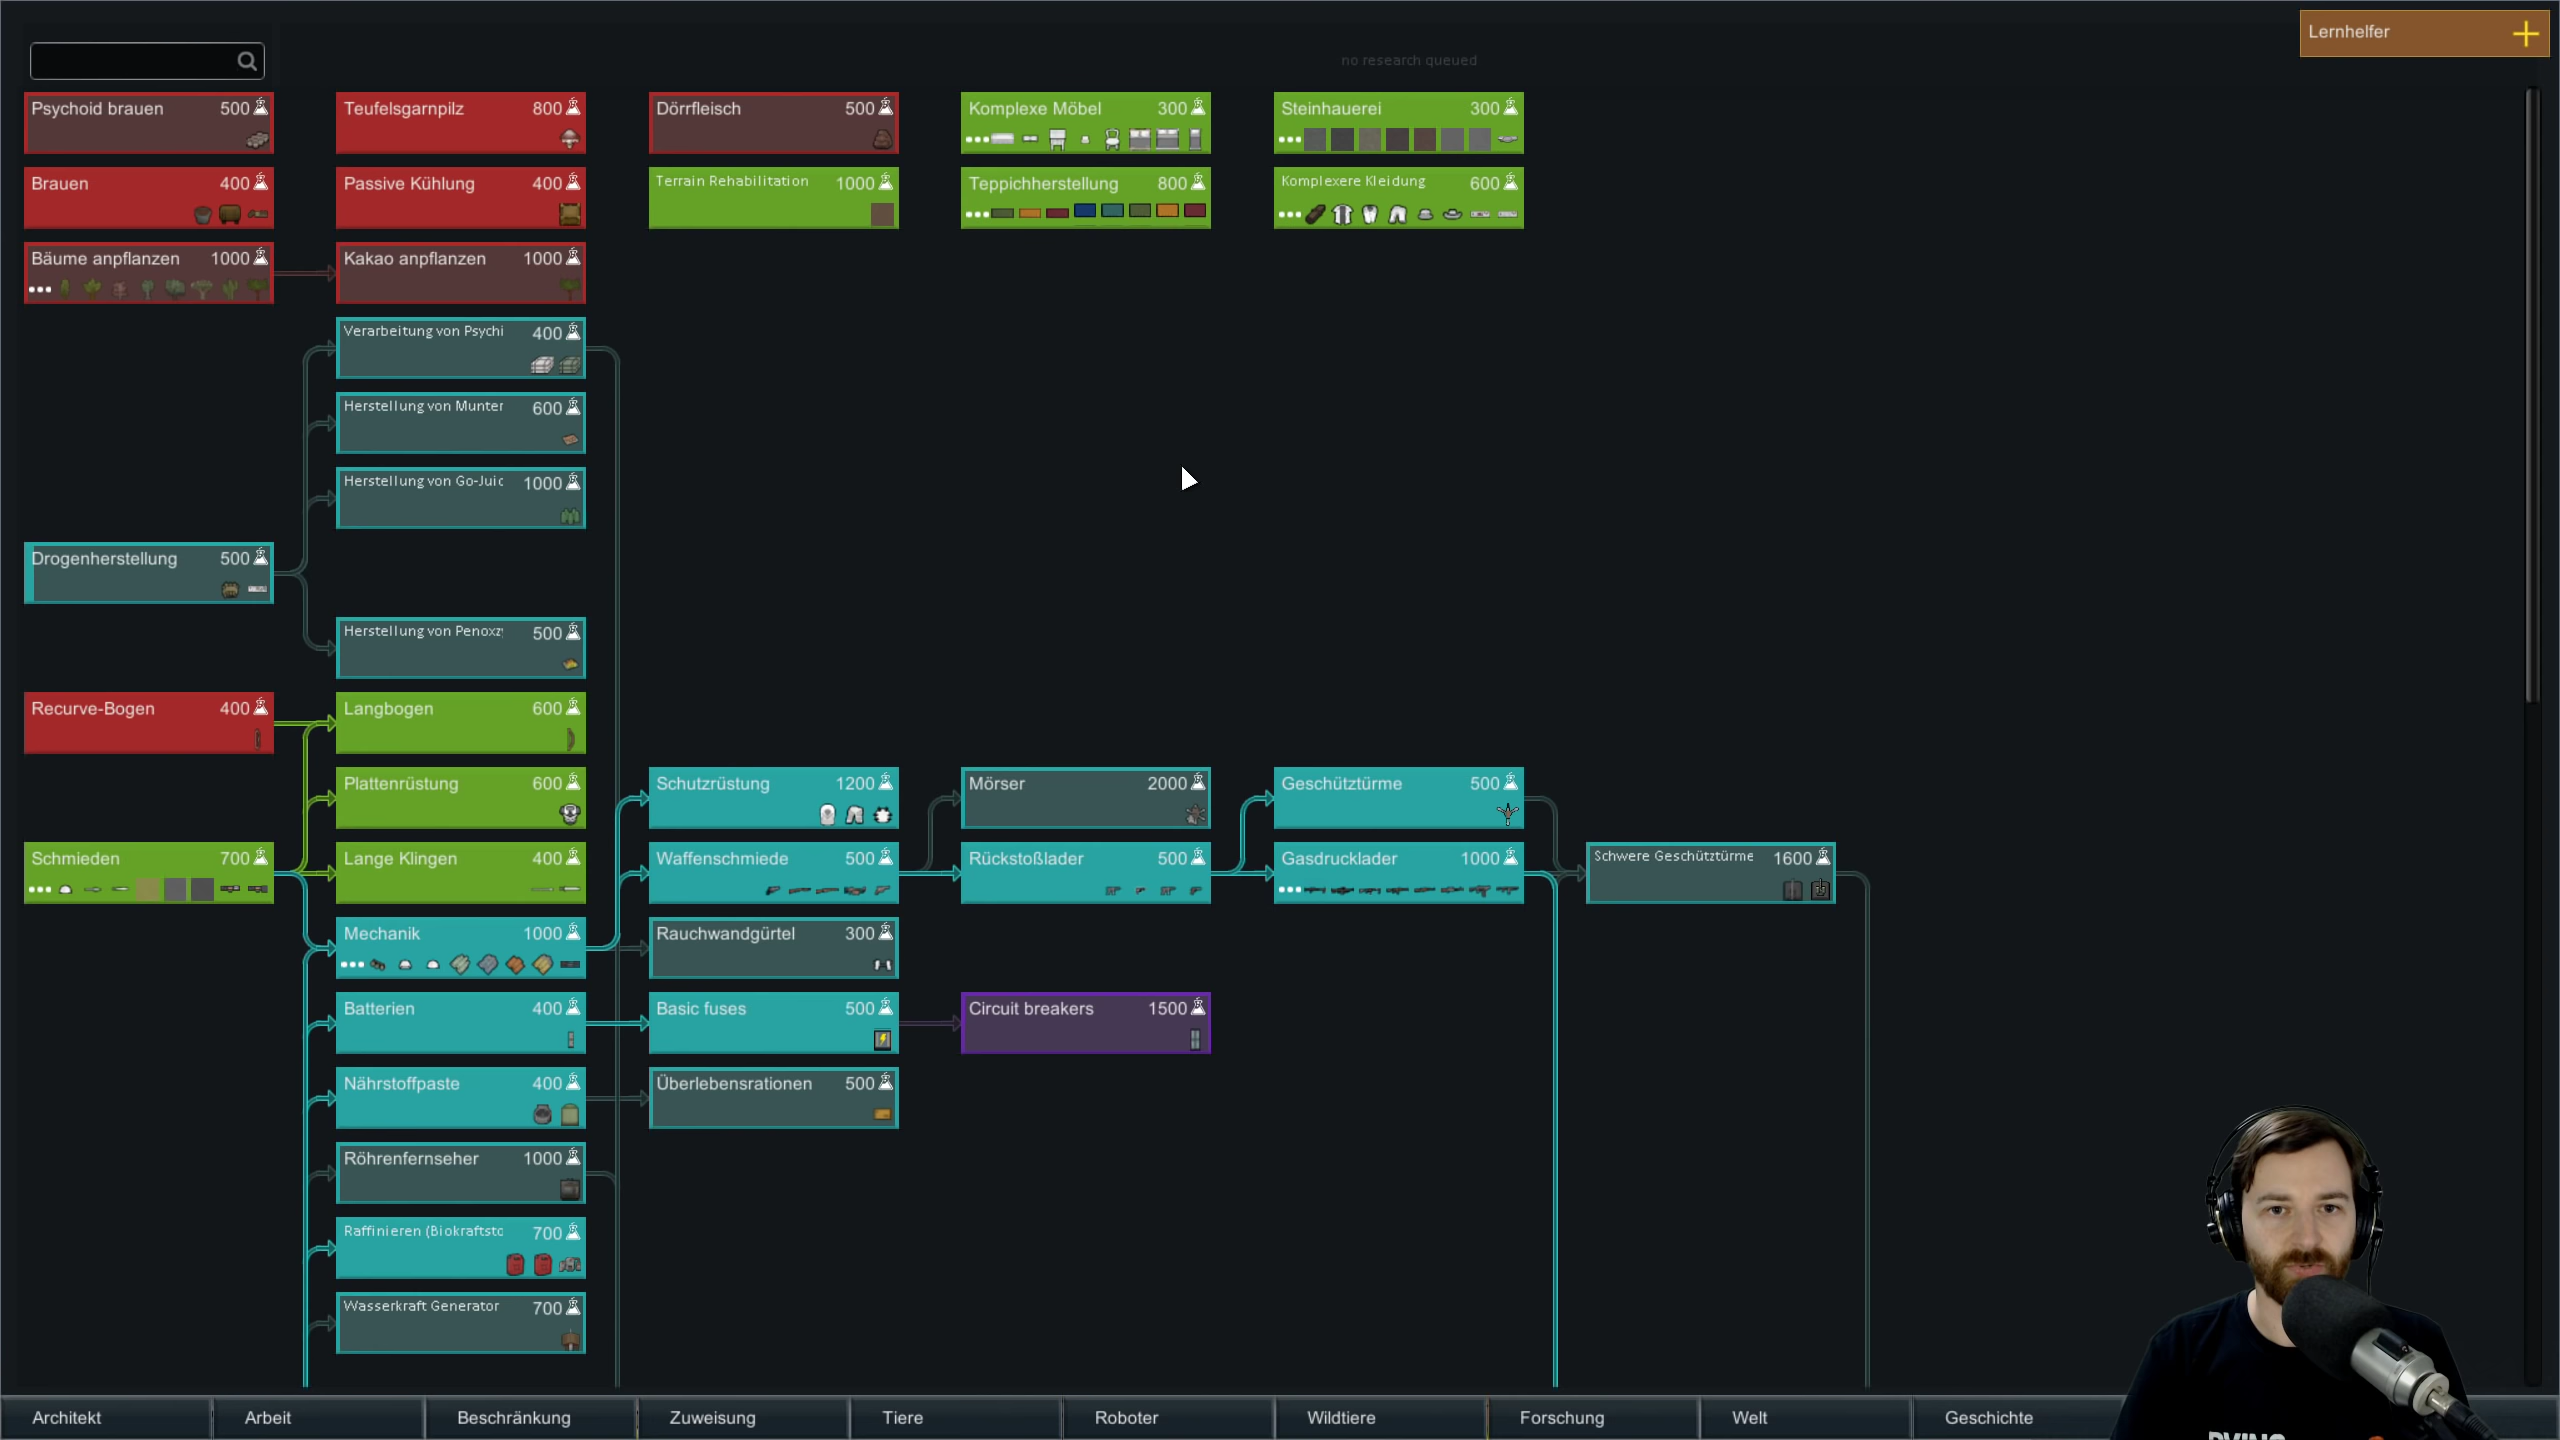 Lernhelfer
no research queued
Psychoid brauen 500
Teufelsgarnpilz 800
Dörrfleisch 500
Komplexe Möbel 300
Steinhauerei 300
Brauen 400
Passive Kühlung 400
Terrain Rehabilitation 1000
Teppichherstellung 800
Komplexere Kleidung 600
Bäume anpflanzen 1000
Kakao anpflanzen 1000
Verarbeitung von Psychi 400
Herstellung von Munter 600
Herstellung von Go-Juic 1000
Drogenherstellung 500
Herstellung von Penoxz 500
Recurve-Bogen 400
Langbogen 600
Plattenrüstung 600
Schutzrüstung 1200
Mörser 2000
Geschütztürme 500
Schmieden 700
Lange Klingen 400
Waffenschmiede 500
Rückstoßlader 500
Gasdrucklader 1000
Schwere Geschütztürme 1600
Mechanik 1000
Rauchwandgürtel 300
Batterien 400
Basic fuses 500
Circuit breakers 1500
Nährstoffpaste 400
Überlebensrationen 500
Röhrenfernseher 1000
Raffinieren (Biokraftstc 700
Wasserkraft Generator 700
Architekt
Arbeit
Beschränkung
Zuweisung
Tiere
Roboter
Wildtiere
Forschung
Welt
Geschichte